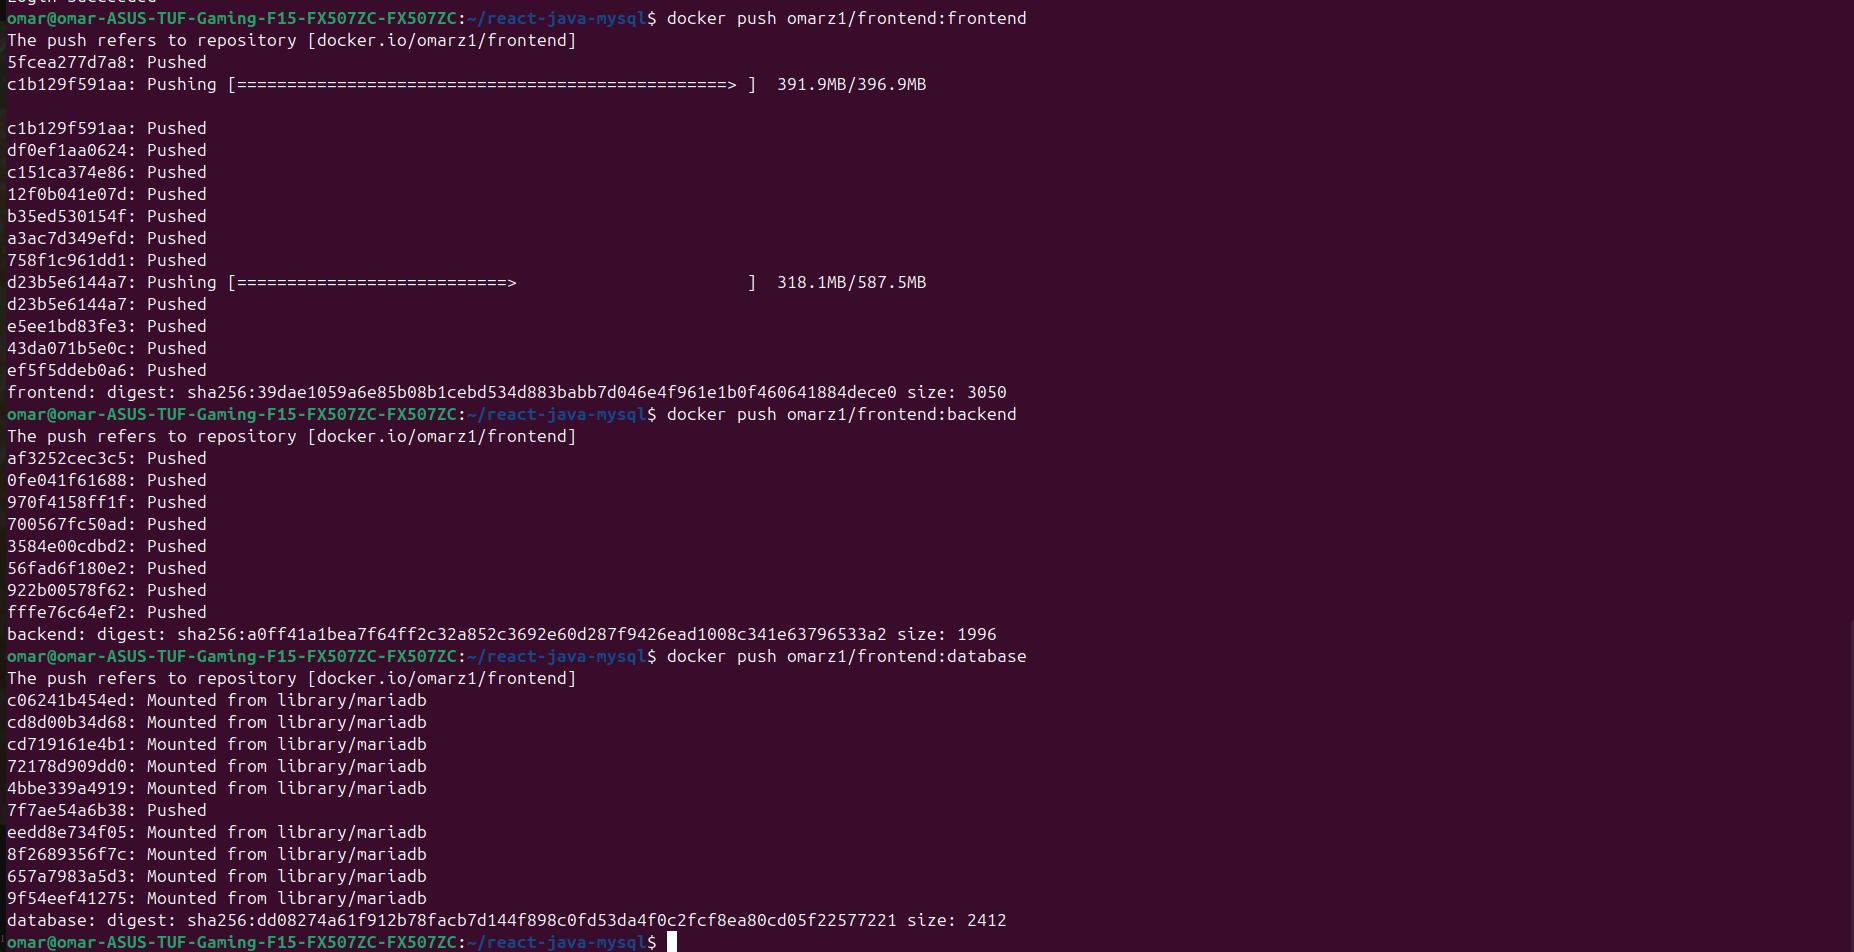 Login Succeeded
omar@omar-ASUS-TUF-Gaming-F15-FX507ZC-FX507ZC:~/react-java-mysql$ docker push omarz1/frontend:frontend
The push refers to repository [docker.io/omarz1/frontend]
5fcea277d7a8: Pushed
c1b129f591aa: Pushing [=================================================> ]  391.9MB/396.9MB
c1b129f591aa: Pushed
df0ef1aa0624: Pushed
c151ca374e86: Pushed
12f0b041e07d: Pushed
b35ed530154f: Pushed
a3ac7d349efd: Pushed
758f1c961dd1: Pushed
d23b5e6144a7: Pushing [===========================>                       ]  318.1MB/587.5MB
d23b5e6144a7: Pushed
e5ee1bd83fe3: Pushed
43da071b5e0c: Pushed
ef5f5ddeb0a6: Pushed
frontend: digest: sha256:39dae1059a6e85b08b1cebd534d883babb7d046e4f961e1b0f460641884dece0 size: 3050
omar@omar-ASUS-TUF-Gaming-F15-FX507ZC-FX507ZC:~/react-java-mysql$ docker push omarz1/frontend:backend
The push refers to repository [docker.io/omarz1/frontend]
af3252cec3c5: Pushed
0fe041f61688: Pushed
970f4158ff1f: Pushed
700567fc50ad: Pushed
3584e00cdbd2: Pushed
56fad6f180e2: Pushed
922b00578f62: Pushed
fffe76c64ef2: Pushed
backend: digest: sha256:a0ff41a1bea7f64ff2c32a852c3692e60d287f9426ead1008c341e63796533a2 size: 1996
omar@omar-ASUS-TUF-Gaming-F15-FX507ZC-FX507ZC:~/react-java-mysql$ docker push omarz1/frontend:database
The push refers to repository [docker.io/omarz1/frontend]
c06241b454ed: Mounted from library/mariadb
cd8d00b34d68: Mounted from library/mariadb
cd719161e4b1: Mounted from library/mariadb
72178d909dd0: Mounted from library/mariadb
4bbe339a4919: Mounted from library/mariadb
7f7ae54a6b38: Pushed
eedd8e734f05: Mounted from library/mariadb
8f2689356f7c: Mounted from library/mariadb
657a7983a5d3: Mounted from library/mariadb
9f54eef41275: Mounted from library/mariadb
database: digest: sha256:dd08274a61f912b78facb7d144f898c0fd53da4f0c2fcf8ea80cd05f22577221 size: 2412
omar@omar-ASUS-TUF-Gaming-F15-FX507ZC-FX507ZC:~/react-java-mysql$